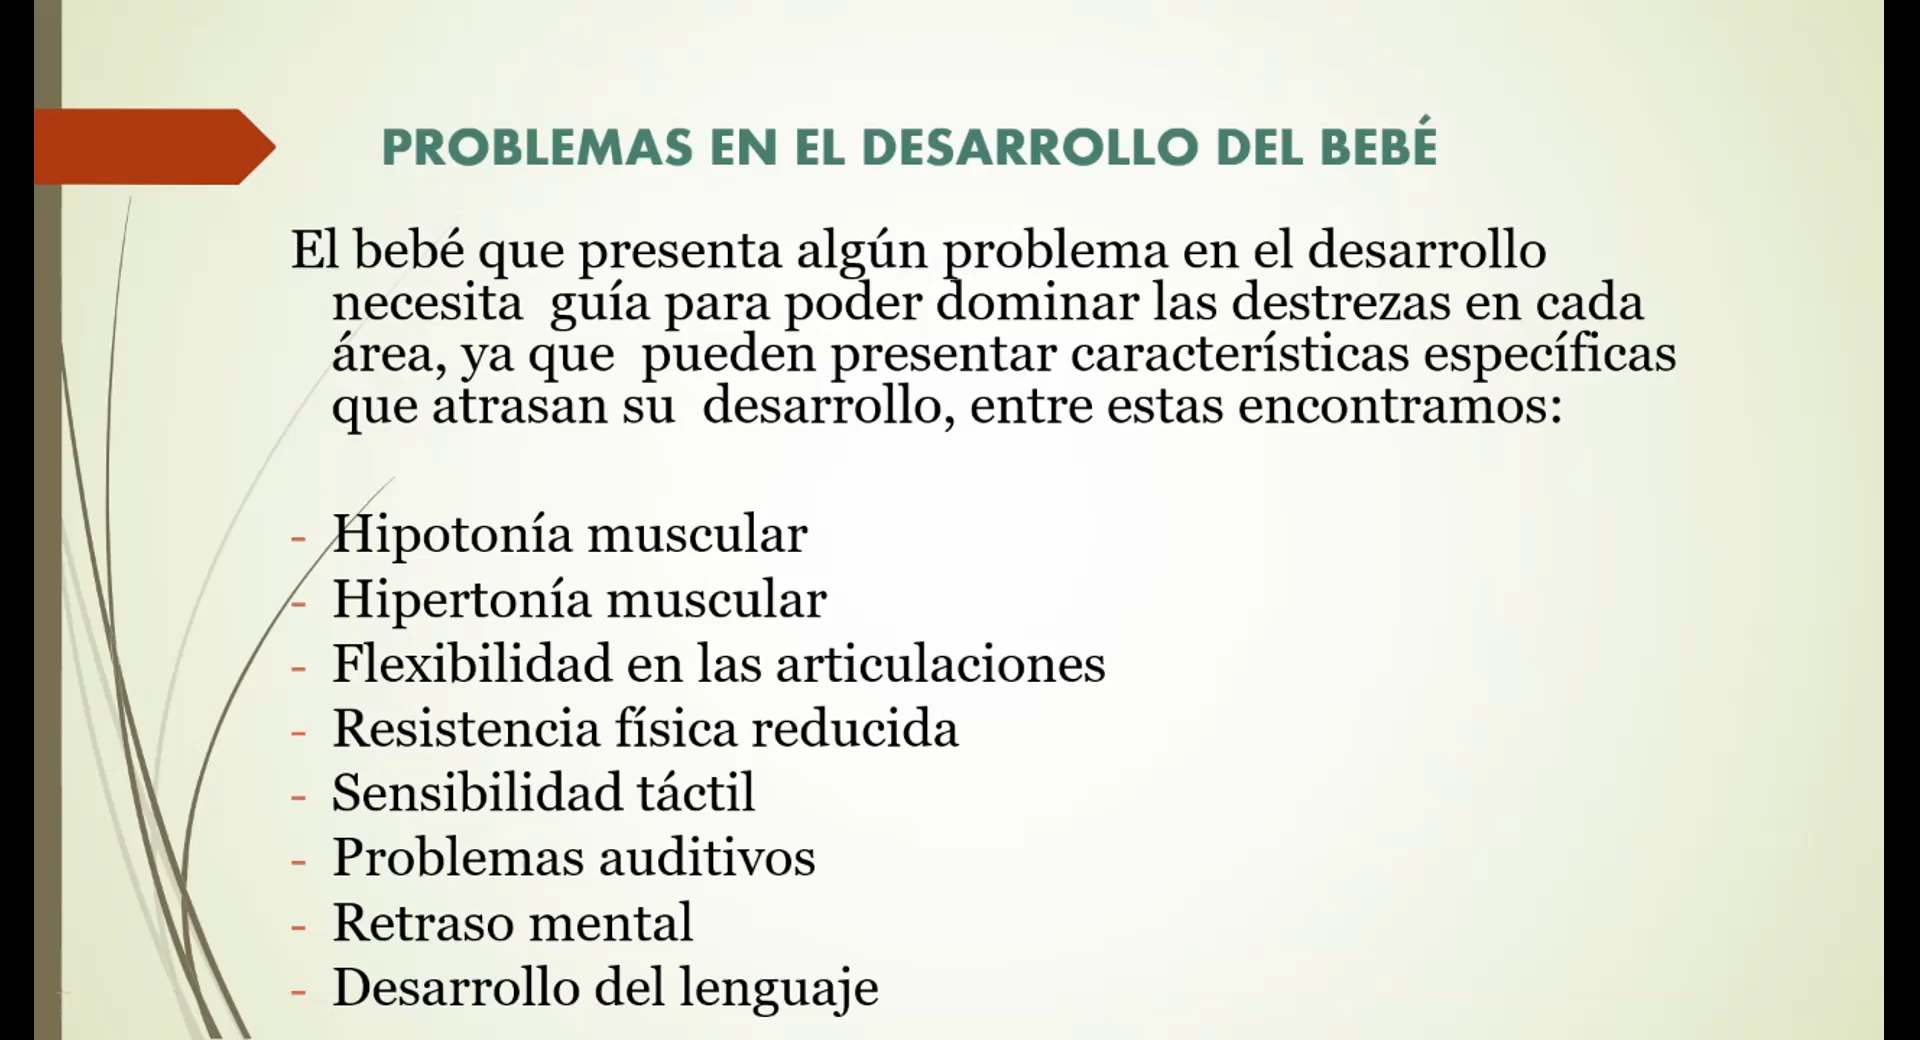 PROBLEMAS EN EL DESARROLLO DEL BEBÉ
El bebé que presenta algún problema en el desarrollo
necesita guía para poder dominar las destrezas en cada
área, ya que pueden presentar características específicas
que atrasan su desarrollo, entre estas encontramos:
- Hipotonía muscular
- Hipertonía muscular
- Flexibilidad en las articulaciones
- Resistencia física reducida
- Sensibilidad táctil
- Problemas auditivos
- Retraso mental
- Desarrollo del lenguaje